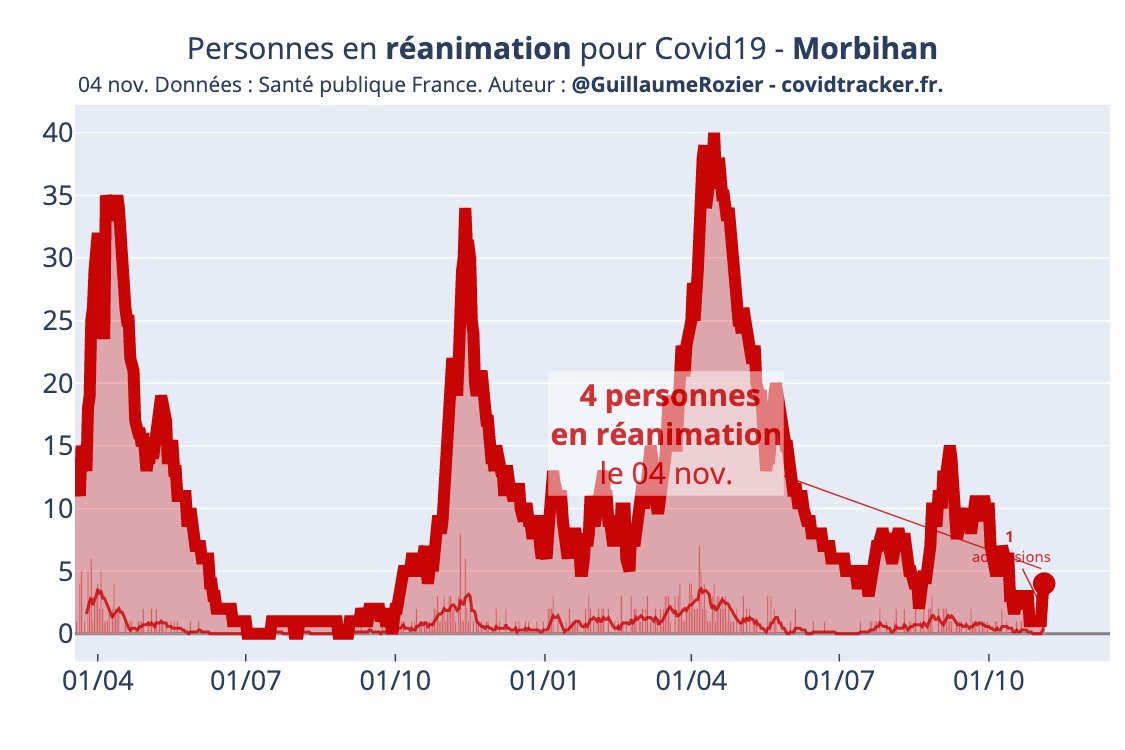 Personnes en réanimation pour Covid19 - Morbihan
04 nov. Données : Santé publique France. Auteur : @GuillaumeRozier - covidtracker.fr.
40
35
30
25
20
15
10
5
0
4 personnes
en réanimation
le 04 nov.
1
admissions
01/04
01/07
01/10
01/01
01/04
01/07
01/10